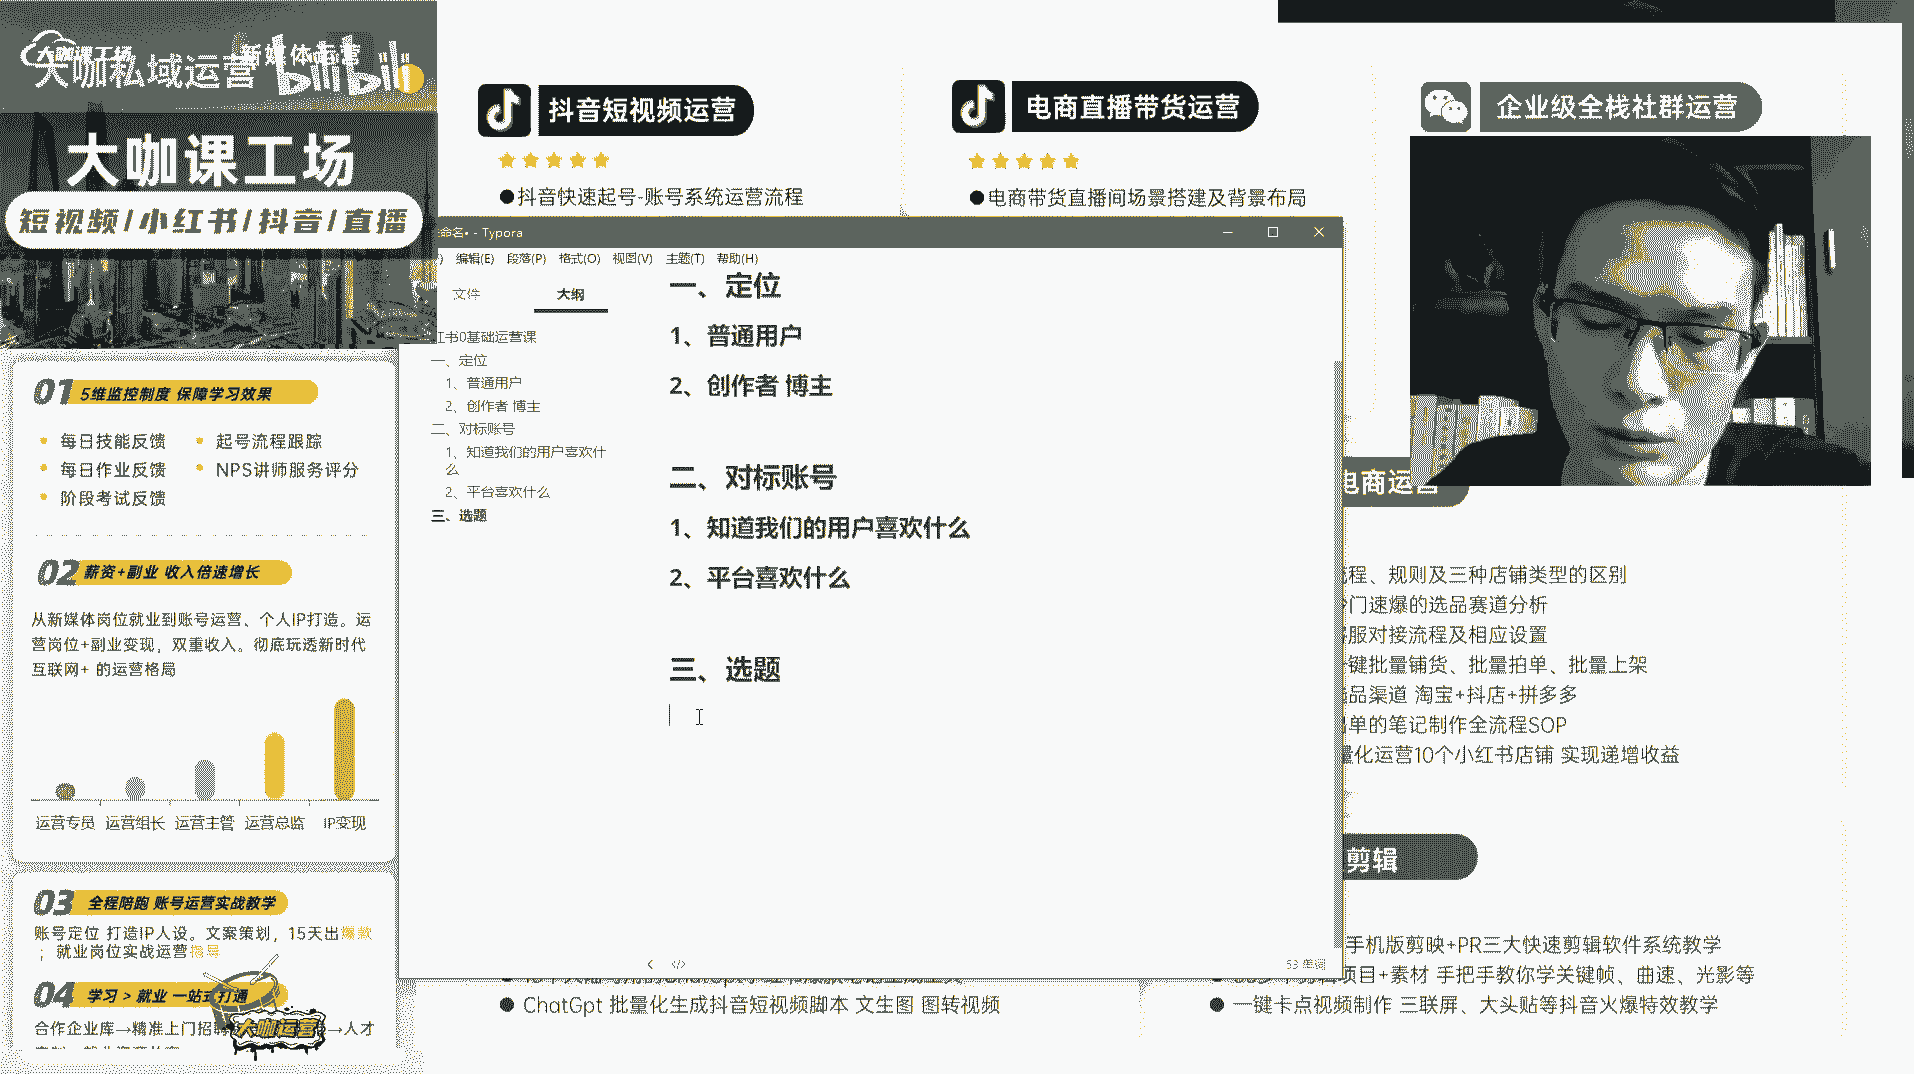 大咖课工场
新媒体运营
大咖私域运营
bilibili
大咖课工场
短视频/小红书/抖音/直播
01 5维监控制度 保障学习效果
每日技能反馈
起号流程跟踪
每日作业反馈
NPS讲师服务评分
阶段考试反馈
02 薪资+副业 收入倍速增长
从新媒体岗位就业到账号运营、个人IP打造。运
营岗位+副业变现，双重收入。彻底玩透新时代
互联网+ 的运营格局
运营专员 运营组长 运营主管 运营总监 IP变现
03 全程陪跑 账号运营实战教学
账号定位 打造IP人设。文案策划，15天出爆款
；就业岗位实战运营指导
04 学习 > 就业 一站式打通
合作企业库→精准上门招聘
→人才
大咖运营
抖音短视频运营
●抖音快速起号-账号系统运营流程
电商直播带货运营
●电商带货直播间场景搭建及背景布局
企业级全栈社群运营
命名• - Typora
编辑(E) 段落(P) 格式(O) 视图(V) 主题(T) 帮助(H)
文件 大纲
红书0基础运营课
一、定位
1、普通用户
2、创作者 博主
二、对标账号
1、知道我们的用户喜欢什
么
2、平台喜欢什么
三、选题
一、定位
1、普通用户
2、创作者 博主
二、对标账号
1、知道我们的用户喜欢什么
2、平台喜欢什么
三、选题
53 单词
电商运营
流程、规则及三种店铺类型的区别
门速爆的选品赛道分析
客服对接流程及相应设置
一键批量铺货、批量拍单、批量上架
选品渠道 淘宝+抖店+拼多多
单的笔记制作全流程SOP
量化运营10个小红书店铺 实现递增收益
剪辑
手机版剪映+PR三大快速剪辑软件系统教学
项目+素材 手把手教你学关键帧、曲速、光影等
● 一键卡点视频制作 三联屏、大头贴等抖音火爆特效教学
● ChatGpt 批量化生成抖音短视频脚本 文生图 图转视频